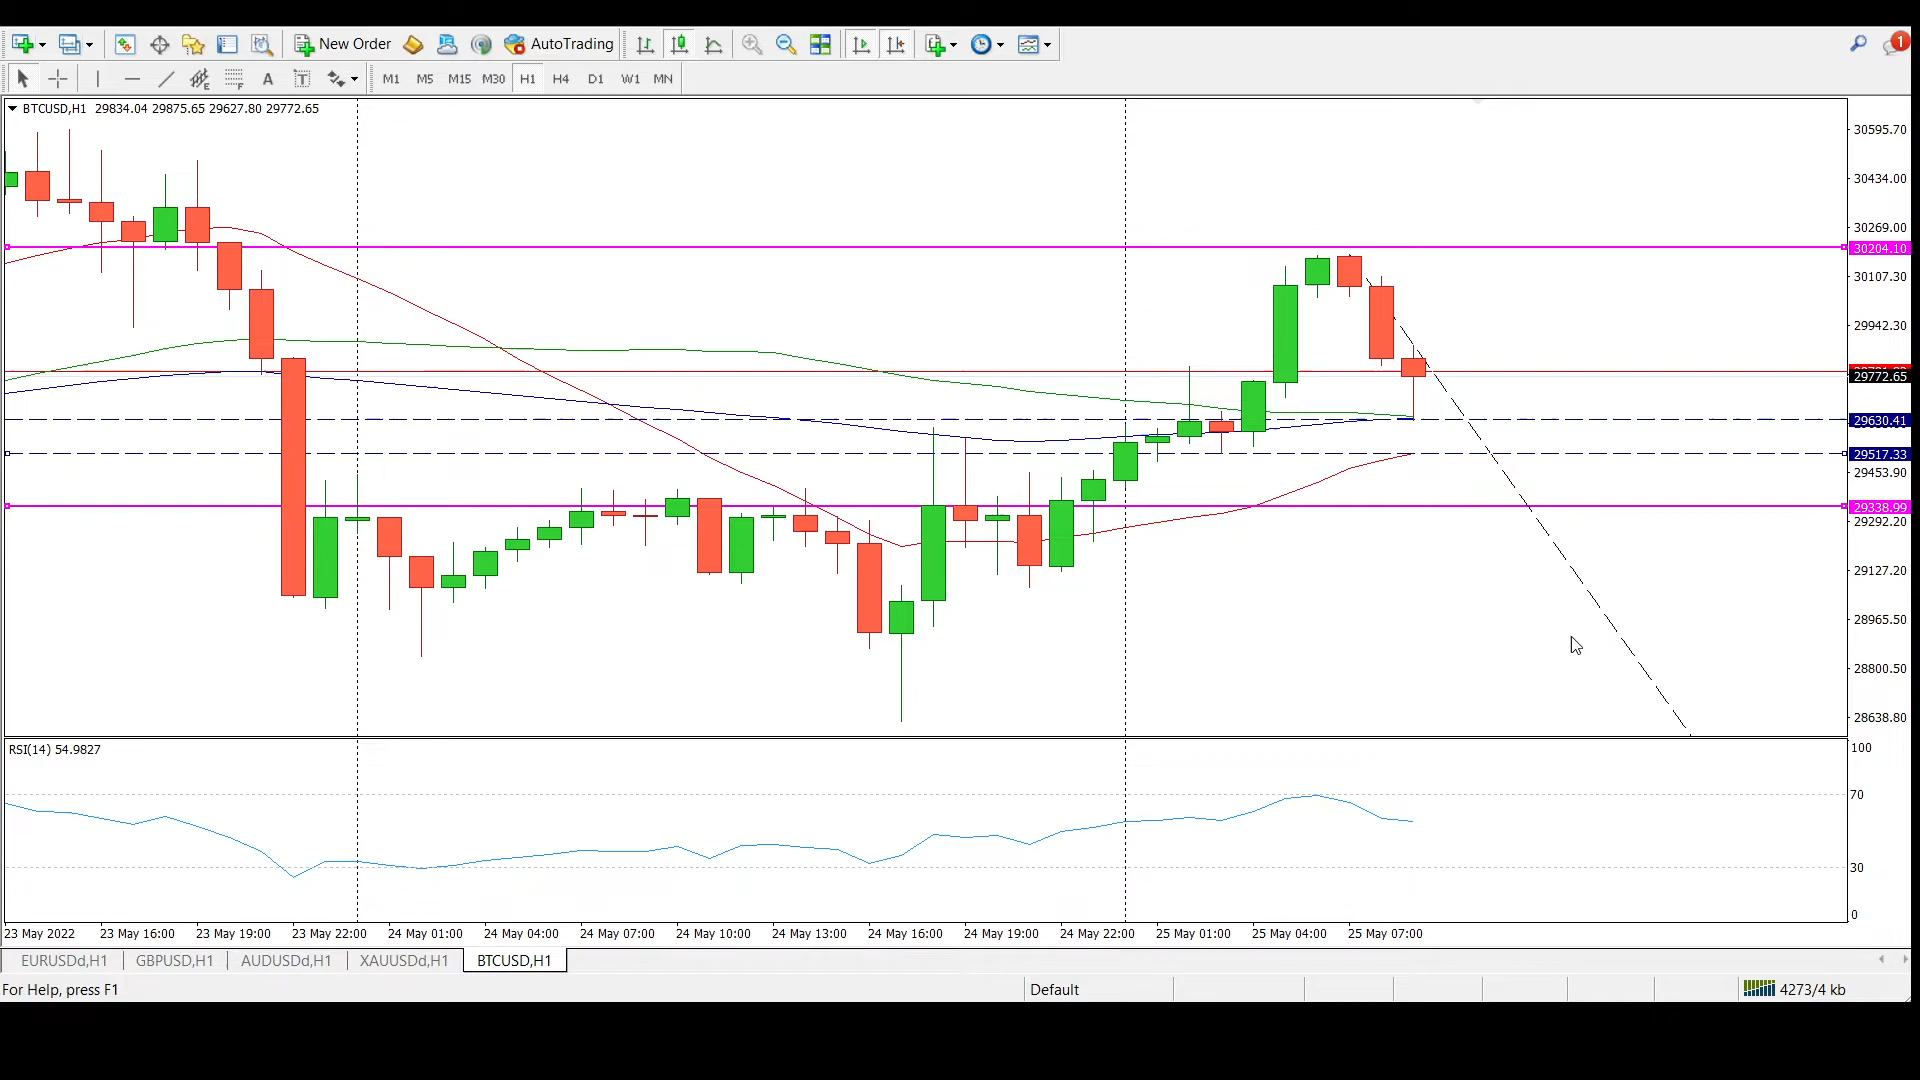 New Order AutoTrading 1
A T M1 M5 M15 M30 H1 H4 D1 W1 MN
BTCUSD,H1 29834.04 29875.65 29627.80 29772.65
30595.70
30434.00
30269.00
30204.10
30107.30
29942.30
29772.65
29630.41
29517.33
29453.90
29338.99
29292.20
29127.20
28965.50
28800.50
28638.80
RSI(14) 54.9827
100
70
30
0
23 May 2022 23 May 16:00 23 May 19:00 23 May 22:00 24 May 01:00 24 May 04:00 24 May 07:00 24 May 10:00 24 May 13:00 24 May 16:00 24 May 19:00 24 May 22:00 25 May 01:00 25 May 04:00 25 May 07:00
EURUSDd,H1 GBPUSD,H1 AUDUSDd,H1 XAUUSDd,H1 BTCUSD,H1
For Help, press F1 Default 4273/4 kb